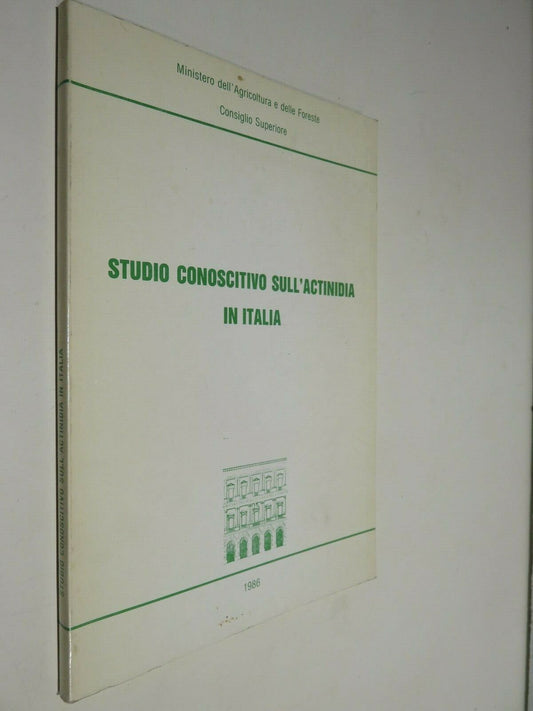 Ministero dell'Agricoltura e delle Foreste
Consiglio Superiore
STUDIO CONOSCITIVO SULL'ACTINIDIA
IN ITALIA
1986
STUDIO CONOSCITIVO SULL'ACTINIDIA IN ITALIA